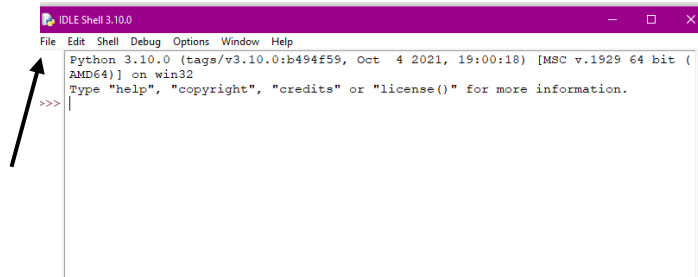 IDLE Shell 3.10.0
File Edit Shell Debug Options Window Help
Python 3.10.0 (tags/v3.10.0:b494f59, Oct  4 2021, 19:00:18) [MSC v.1929 64 bit (
AMD64)] on win32
Type "help", "copyright", "credits" or "license()" for more information.
>>>